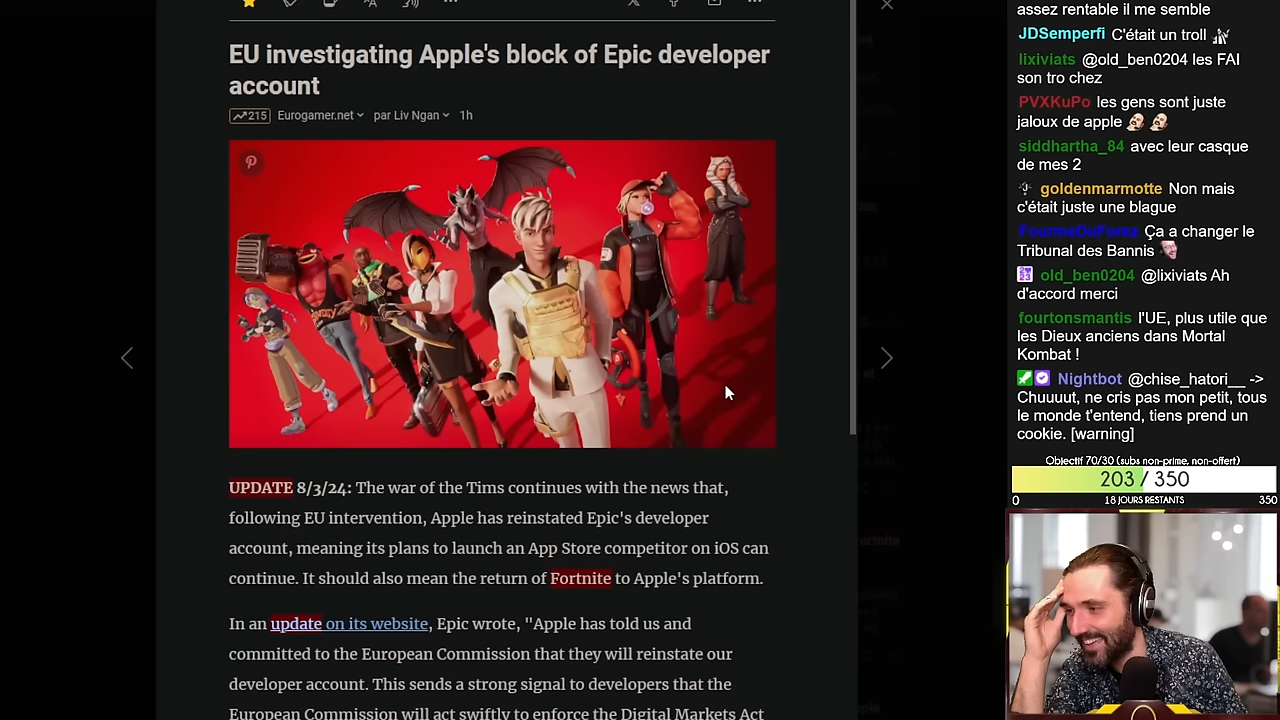 EU investigating Apple's block of Epic developer
account
215 Eurogamer.net par Liv Ngan 1h
UPDATE 8/3/24: The war of the Tims continues with the news that,
following EU intervention, Apple has reinstated Epic's developer
account, meaning its plans to launch an App Store competitor on iOS can
continue. It should also mean the return of Fortnite to Apple's platform.
In an update on its website, Epic wrote, "Apple has told us and
committed to the European Commission that they will reinstate our
developer account. This sends a strong signal to developers that the
European Commission will act swiftly to enforce the Digital Markets Act
assez rentable il me semble
JDSemperfi C'était un troll
lixiviats @old_ben0204 les FAI
son tro chez
PVXKuPo les gens sont juste
jaloux de apple
siddhartha_84 avec leur casque
de mes 2
goldenmarmotte Non mais
c'était juste une blague
FourmeDuForez Ça a changer le
Tribunal des Bannis
old_ben0204 @lixiviats Ah
d'accord merci
fourtonsmantis l'UE, plus utile que
les Dieux anciens dans Mortal
Kombat !
Nightbot @chise_hatori__ ->
Chuuuut, ne cris pas mon petit, tous
le monde t'entend, tiens prend un
cookie. [warning]
Objectif 70/30 (subs non-prime, non-offert)
203 / 350
0 18 JOURS RESTANTS 350